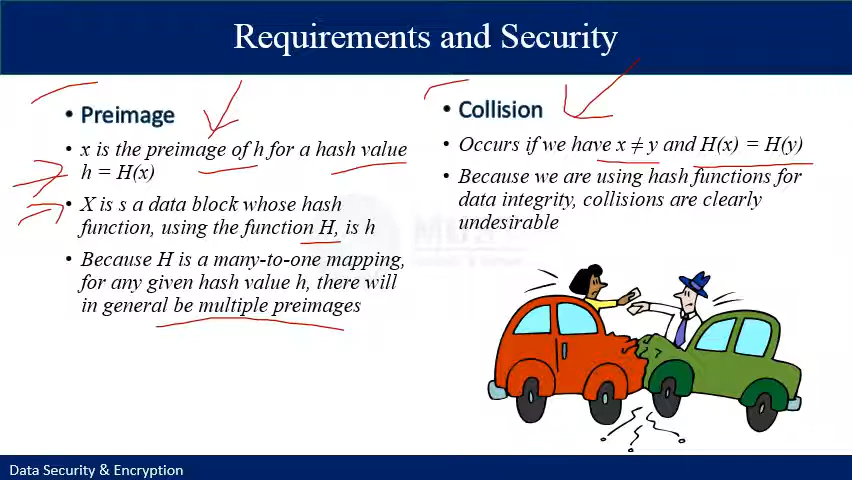 Requirements and Security
• Preimage
• x is the preimage of h for a hash value
h = H(x)
• X is s a data block whose hash
function, using the function H, is h
• Because H is a many-to-one mapping,
for any given hash value h, there will
in general be multiple preimages
• Collision
• Occurs if we have x ≠ y and H(x) = H(y)
• Because we are using hash functions for
data integrity, collisions are clearly
undesirable
Data Security & Encryption